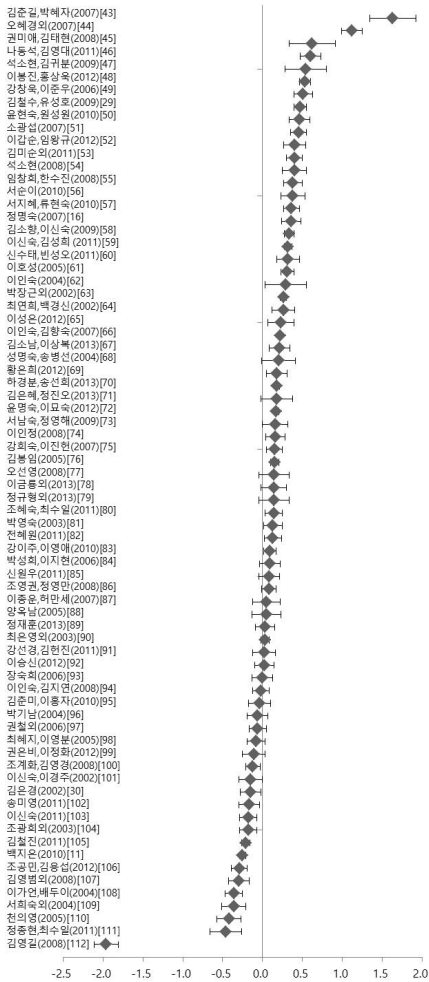 김준길,박혜자(2007)[43]
오혜경외(2007)[44]
권미애,김태현(2008)[45]
나동석,김영대(2011)[46]
석소현,김귀분(2009)[47]
이봉진,홍상욱(2012)[48]
강창욱,이준우(2006)[49]
김철수,유성호(2009)[29]
윤현숙,원성원(2010)[50]
소광섭(2007)[51]
이갑순,임왕규(2012)[52]
김미순외(2011)[53]
석소현(2008)[54]
임창희,한수진(2008)[55]
서순이(2010)[56]
서지혜,류현숙(2010)[57]
정명숙(2007)[16]
김소향,이신숙(2009)[58]
이신숙,김성희 (2011)[59]
신수태,빈성오(2011)[60]
이호성(2005)[61]
이인숙(2004)[62]
박장근외(2002)[63]
최연희,백경신(2002)[64]
이성은(2012)[65]
이인숙,김향숙(2007)[66]
김소남,이상복(2013)[67]
성명숙,송병선(2004)[68]
황은희(2012)[69]
하경분,송선희(2013)[70]
김은혜,정진오(2013)[71]
윤명숙,이묘숙(2012)[72]
서남숙,정영해(2009)[73]
이인정(2008)[74]
강희숙,이진헌(2007)[75]
김봉임(2005)[76]
오선영(2008)[77]
이금룡외(2013)[78]
정규형외(2013)[79]
조혜숙,최수일(2011)[80]
박영숙(2003)[81]
전혜원(2011)[82]
강이주,이영애(2010)[83]
박성희,이지현(2006)[84]
신원우(2011)[85]
조영권,정영만(2008)[86]
이종운,허만세(2007)[87]
양옥남(2005)[88]
정재훈(2013)[89]
최은영외(2003)[90]
강선경,김헌진(2011)[91]
이승신(2012)[92]
장숙희(2006)[93]
이인숙,김지연(2008)[94]
김준미,이홍자(2010)[95]
박기남(2004)[96]
권철외(2006)[97]
최혜지,이영분(2005)[98]
권은비,이정화(2012)[99]
조계화,김영경(2008)[100]
이신숙,이경주(2002)[101]
김은경(2002)[30]
송미영(2011)[102]
이신숙(2011)[103]
조광희외(2003)[104]
김철진(2011)[105]
백지은(2010)[11]
조공민,김용섭(2012)[106]
김영범외(2008)[107]
이가언,배두이(2004)[108]
서희숙외(2004)[109]
천의영(2005)[110]
정종현,최수일(2011)[111]
김영길(2008)[112]
-2.5 -2.0 -1.5 -1.0 -0.5 0.0 0.5 1.0 1.5 2.0